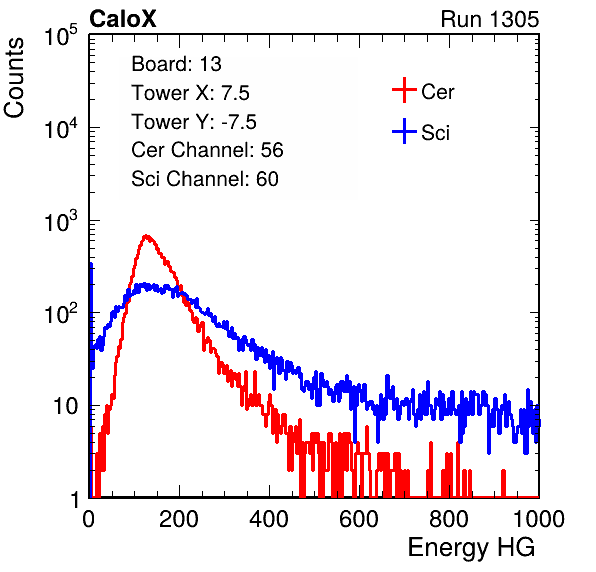 CaloX Run 1305
Counts
10^5
10^4
10^3
10^2
10
1
Board: 13
Tower X: 7.5
Tower Y: -7.5
Cer Channel: 56
Sci Channel: 60
Cer
Sci
0 200 400 600 800 1000
Energy HG